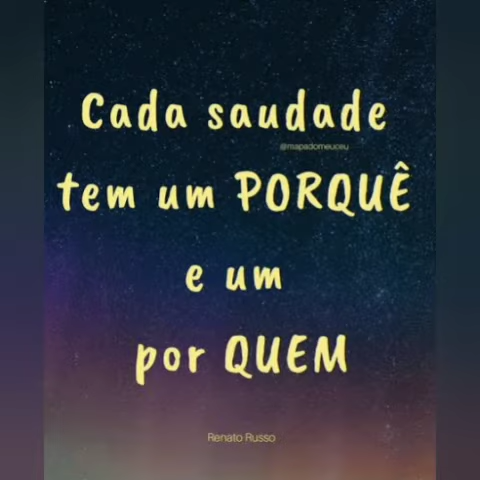 Cada saudade
@mapadomeuceu
tem um PORQUÊ
e um
por QUEM
Renato Russo